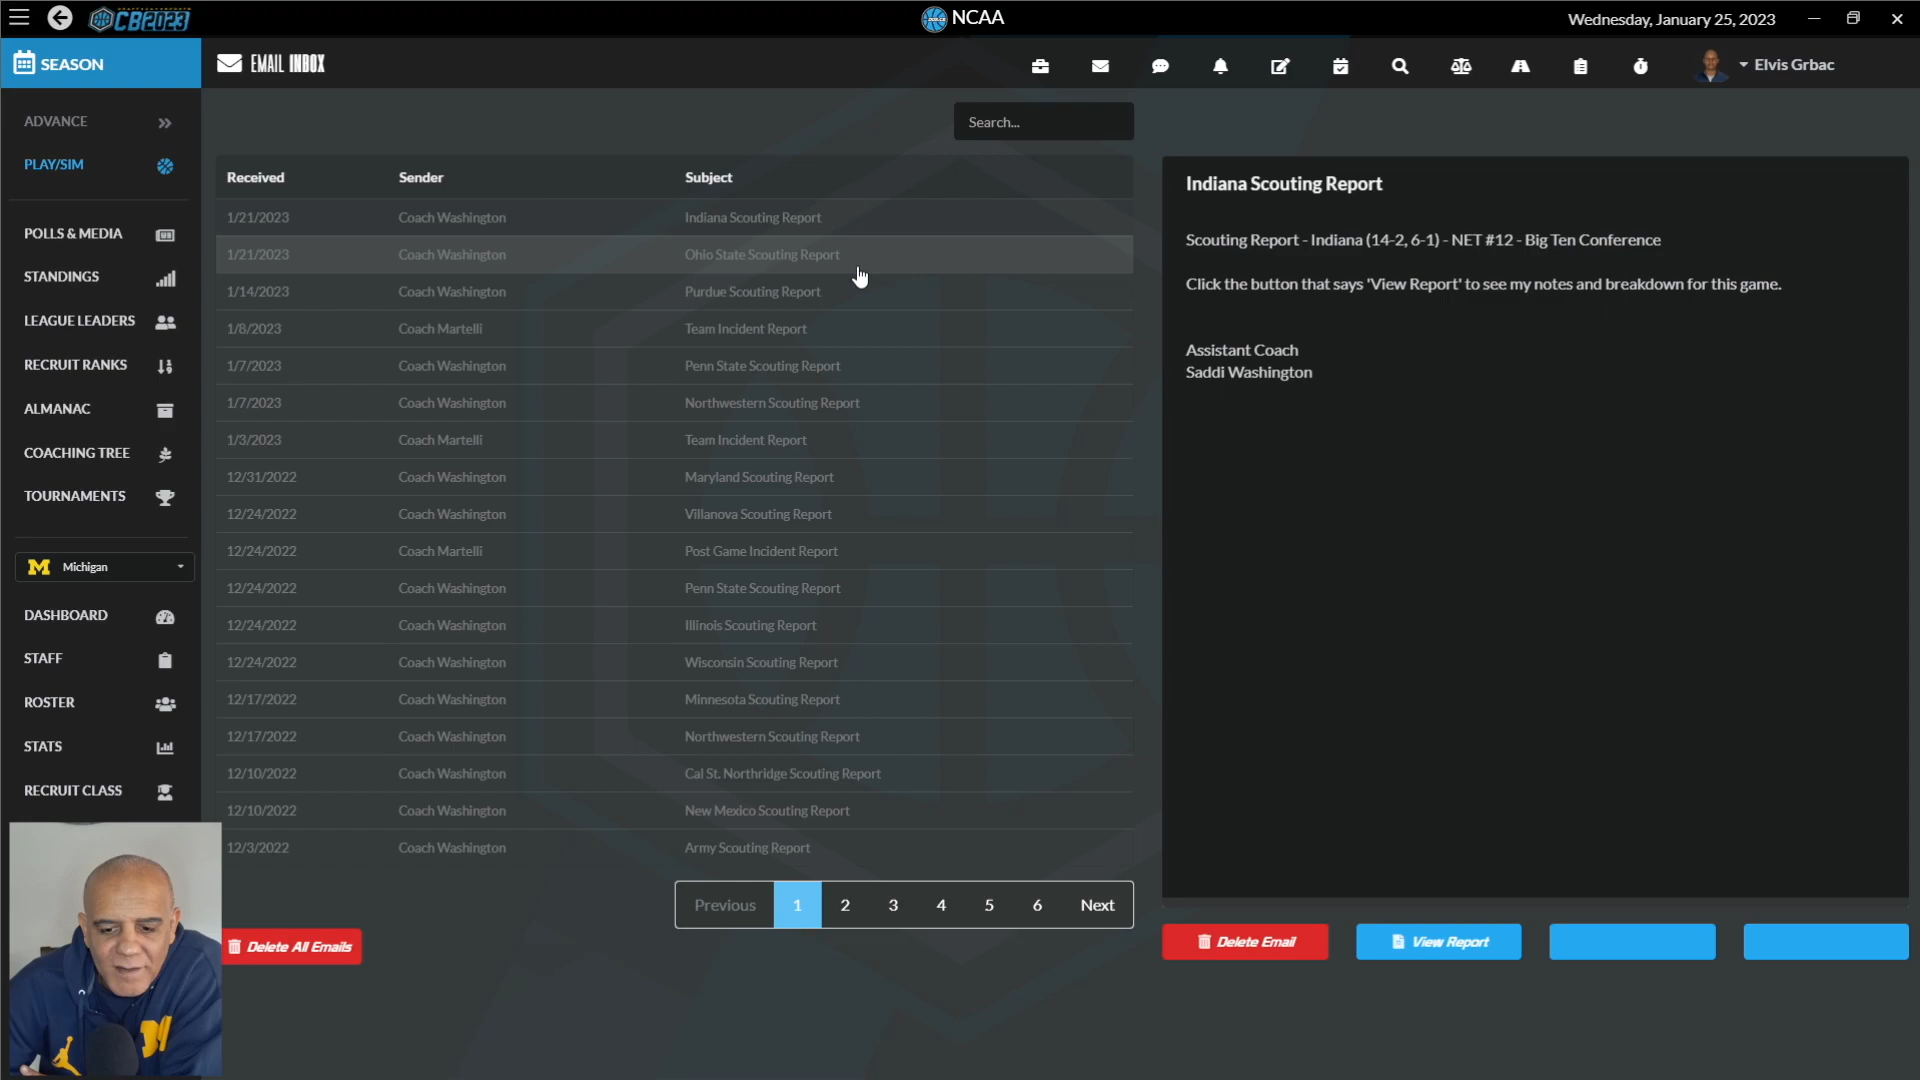 CB2023
NCAA
Wednesday, January 25, 2023
SEASON
EMAIL INBOX
Elvis Grbac
ADVANCE
PLAY/SIM
POLLS & MEDIA
STANDINGS
LEAGUE LEADERS
RECRUIT RANKS
ALMANAC
COACHING TREE
TOURNAMENTS
Michigan
DASHBOARD
STAFF
ROSTER
STATS
RECRUIT CLASS
Search...
Received Sender Subject
1/21/2023 Coach Washington Indiana Scouting Report
1/21/2023 Coach Washington Ohio State Scouting Report
1/14/2023 Coach Washington Purdue Scouting Report
1/8/2023 Coach Martelli Team Incident Report
1/7/2023 Coach Washington Penn State Scouting Report
1/7/2023 Coach Washington Northwestern Scouting Report
1/3/2023 Coach Martelli Team Incident Report
12/31/2022 Coach Washington Maryland Scouting Report
12/24/2022 Coach Washington Villanova Scouting Report
12/24/2022 Coach Martelli Post Game Incident Report
12/24/2022 Coach Washington Penn State Scouting Report
12/24/2022 Coach Washington Illinois Scouting Report
12/24/2022 Coach Washington Wisconsin Scouting Report
12/17/2022 Coach Washington Minnesota Scouting Report
12/17/2022 Coach Washington Northwestern Scouting Report
12/10/2022 Coach Washington Cal St. Northridge Scouting Report
12/10/2022 Coach Washington New Mexico Scouting Report
12/3/2022 Coach Washington Army Scouting Report
Previous 1 2 3 4 5 6 Next
Delete All Emails
Indiana Scouting Report
Scouting Report - Indiana (14-2, 6-1) - NET #12 - Big Ten Conference
Click the button that says 'View Report' to see my notes and breakdown for this game.
Assistant Coach
Saddi Washington
Delete Email
View Report